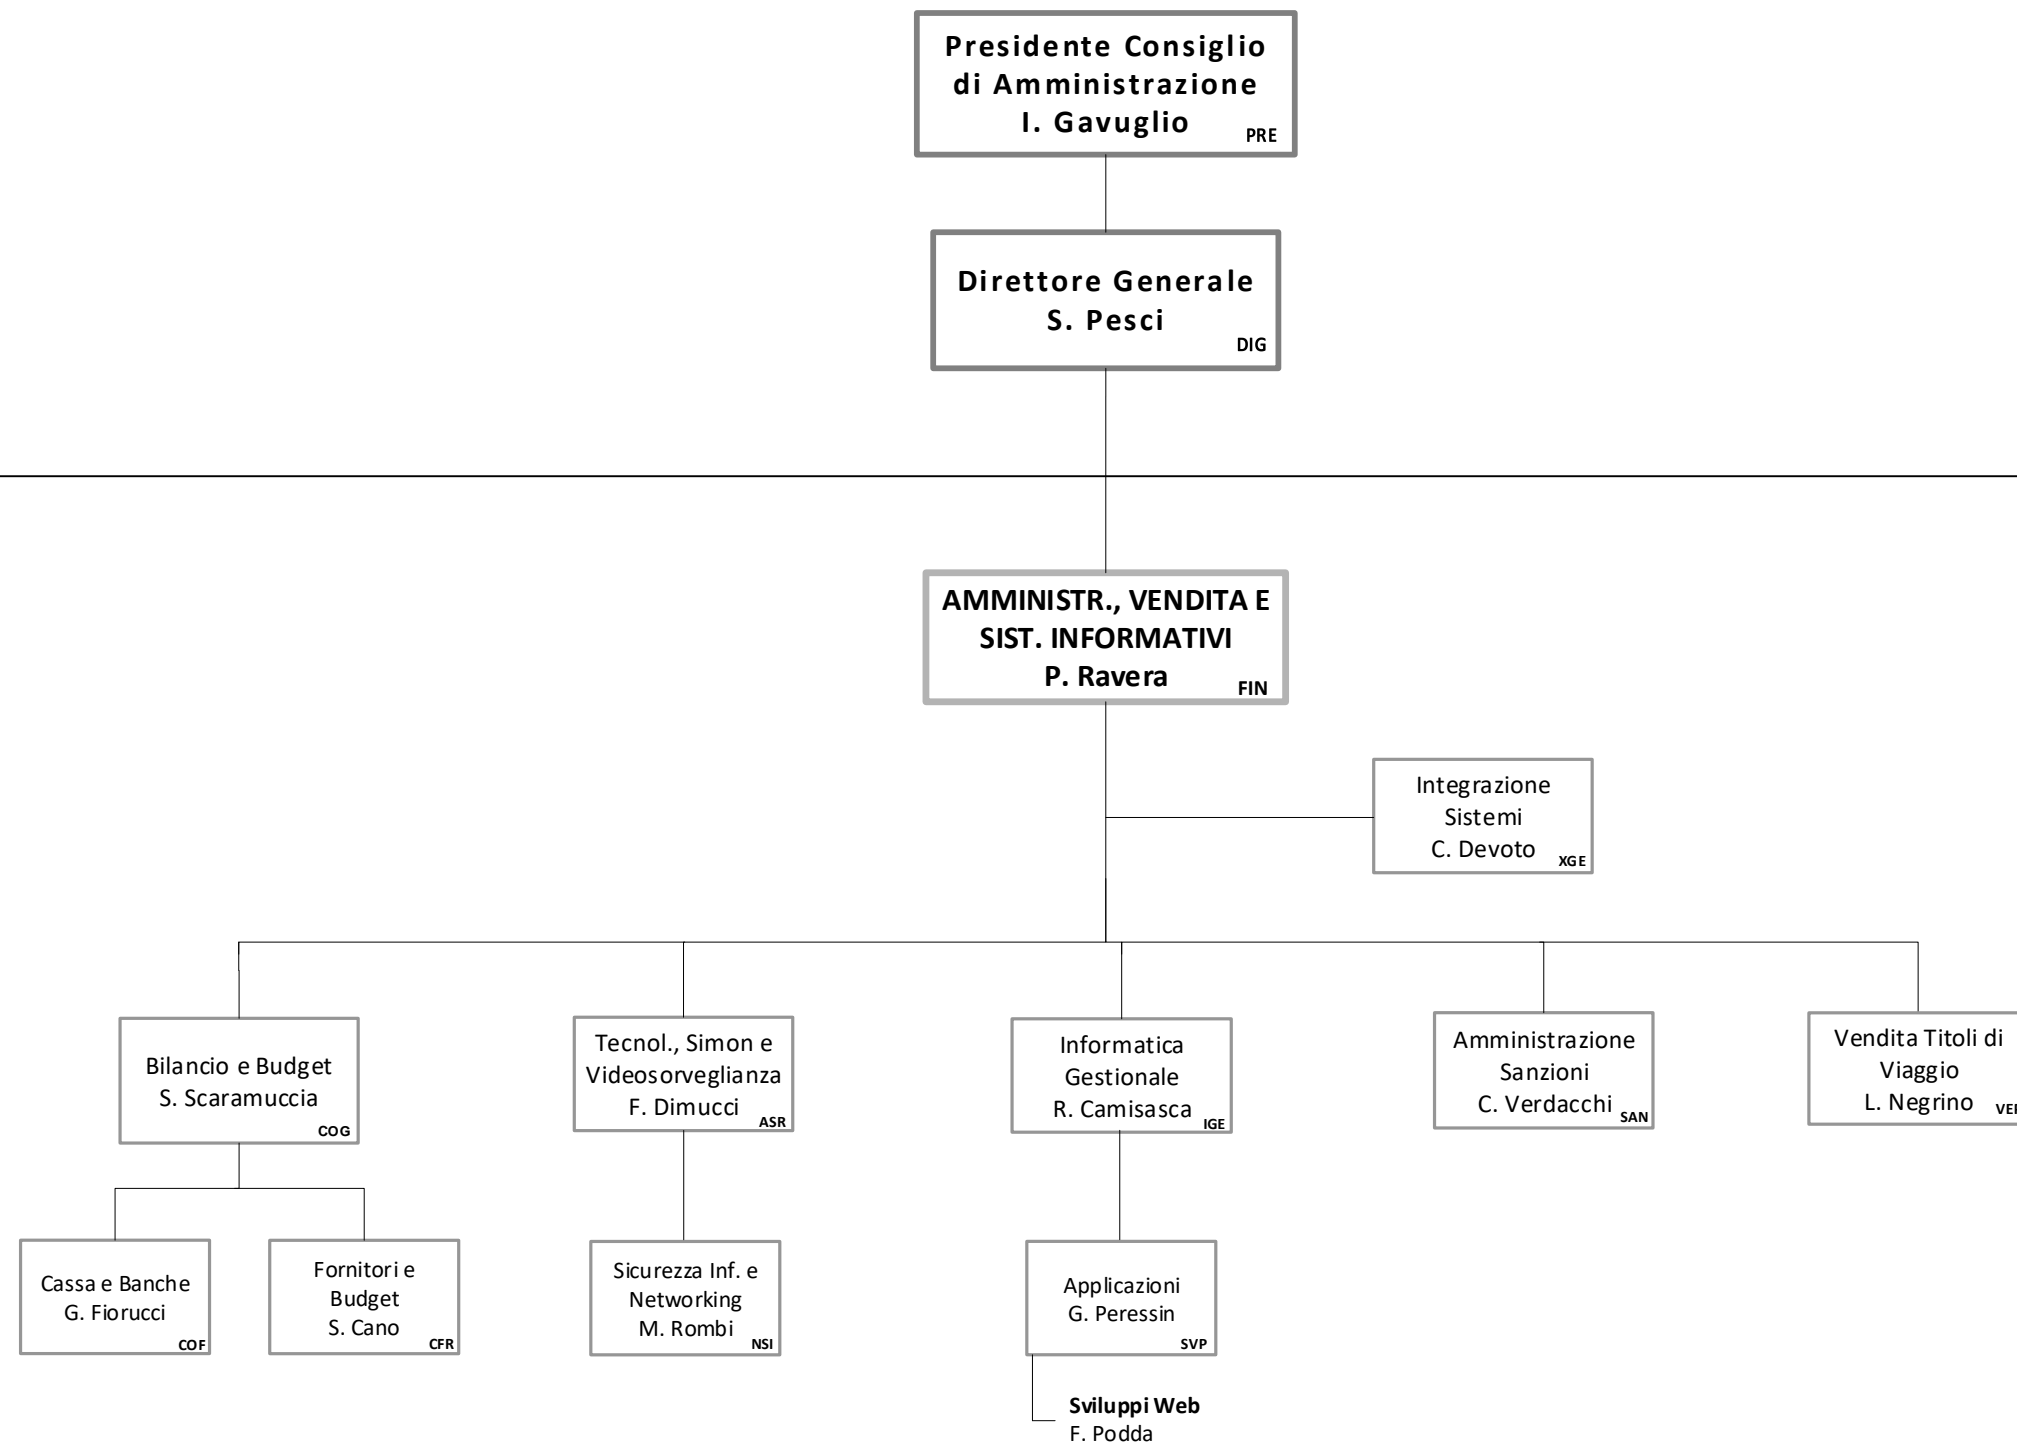 Presidente Consiglio
di Amministrazione
I. Gavuglio
PRE
Direttore Generale
S. Pesci
DIG
AMMINISTR., VENDITA E
SIST. INFORMATIVI
P. Ravera
FIN
Integrazione
Sistemi
C. Devoto
XGE
Bilancio e Budget
S. Scaramuccia
COG
Tecnol., Simon e
Videosorveglianza
F. Dimucci
ASR
Informatica
Gestionale
R. Camisasca
IGE
Amministrazione
Sanzioni
C. Verdacchi
SAN
Vendita Titoli di
Viaggio
L. Negrino
Cassa e Banche
G. Fiorucci
COF
Fornitori e
Budget
S. Cano
CFR
Sicurezza Inf. e
Networking
M. Rombi
NSI
Applicazioni
G. Peressin
SVP
Sviluppi Web
F. Podda